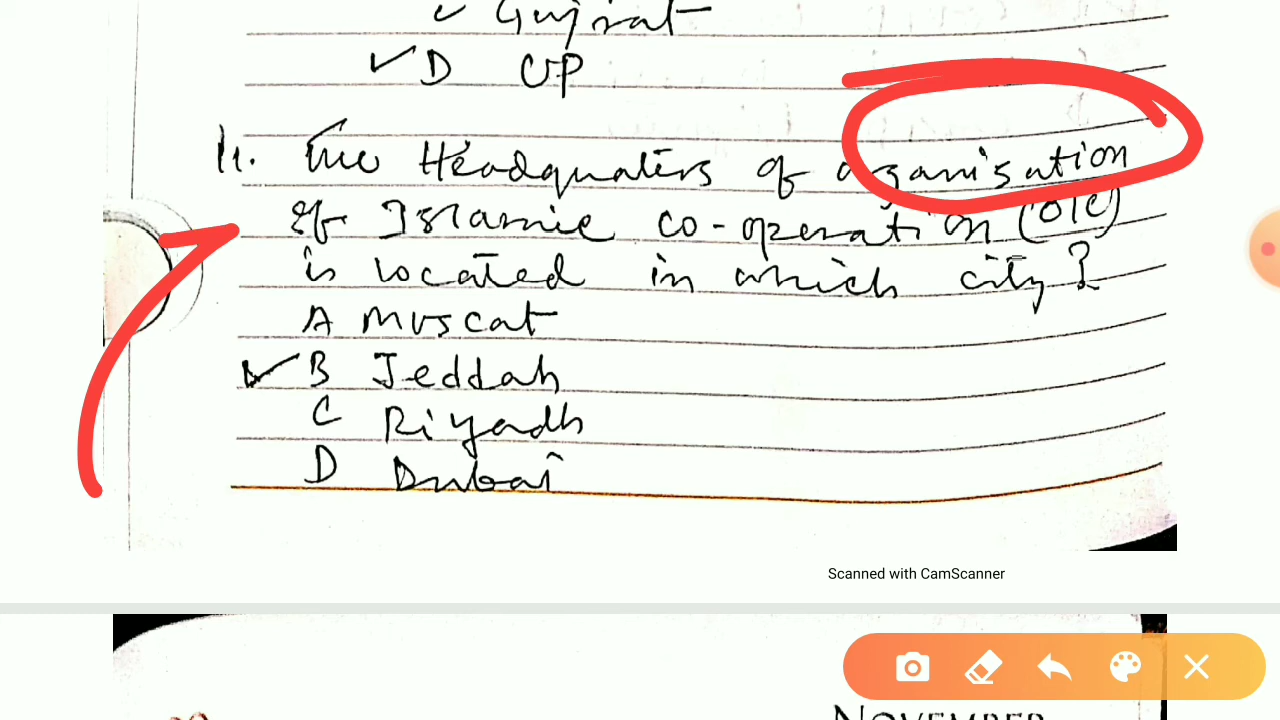 C Gujrat
✓ D UP
11. The Headquaters of organisation
of Islamic co-operation (OIC)
is located in which city?
A Muscat
✓ B Jeddah
C Riyadh
D Dubai
Scanned with CamScanner
NOVEMBER